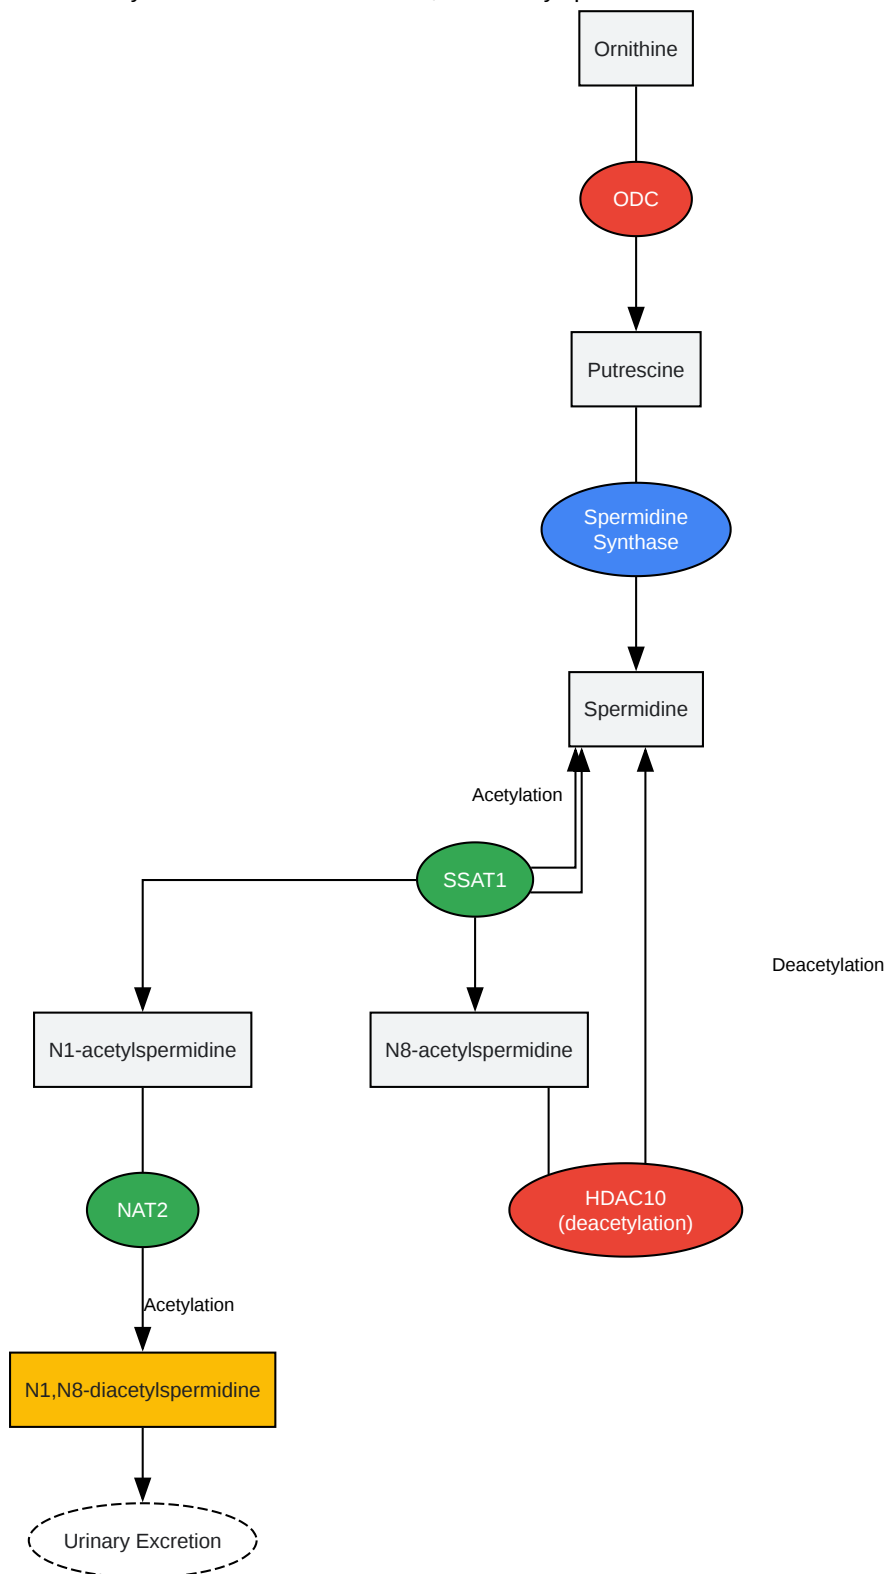 Ornithine
ODC
Putrescine
Spermidine
Synthase
Spermidine
Acetylation
SSAT1
Deacetylation
N1-acetylspermidine
N8-acetylspermidine
NAT2
HDAC10
(deacetylation)
Acetylation
N1,N8-diacetylspermidine
Urinary Excretion